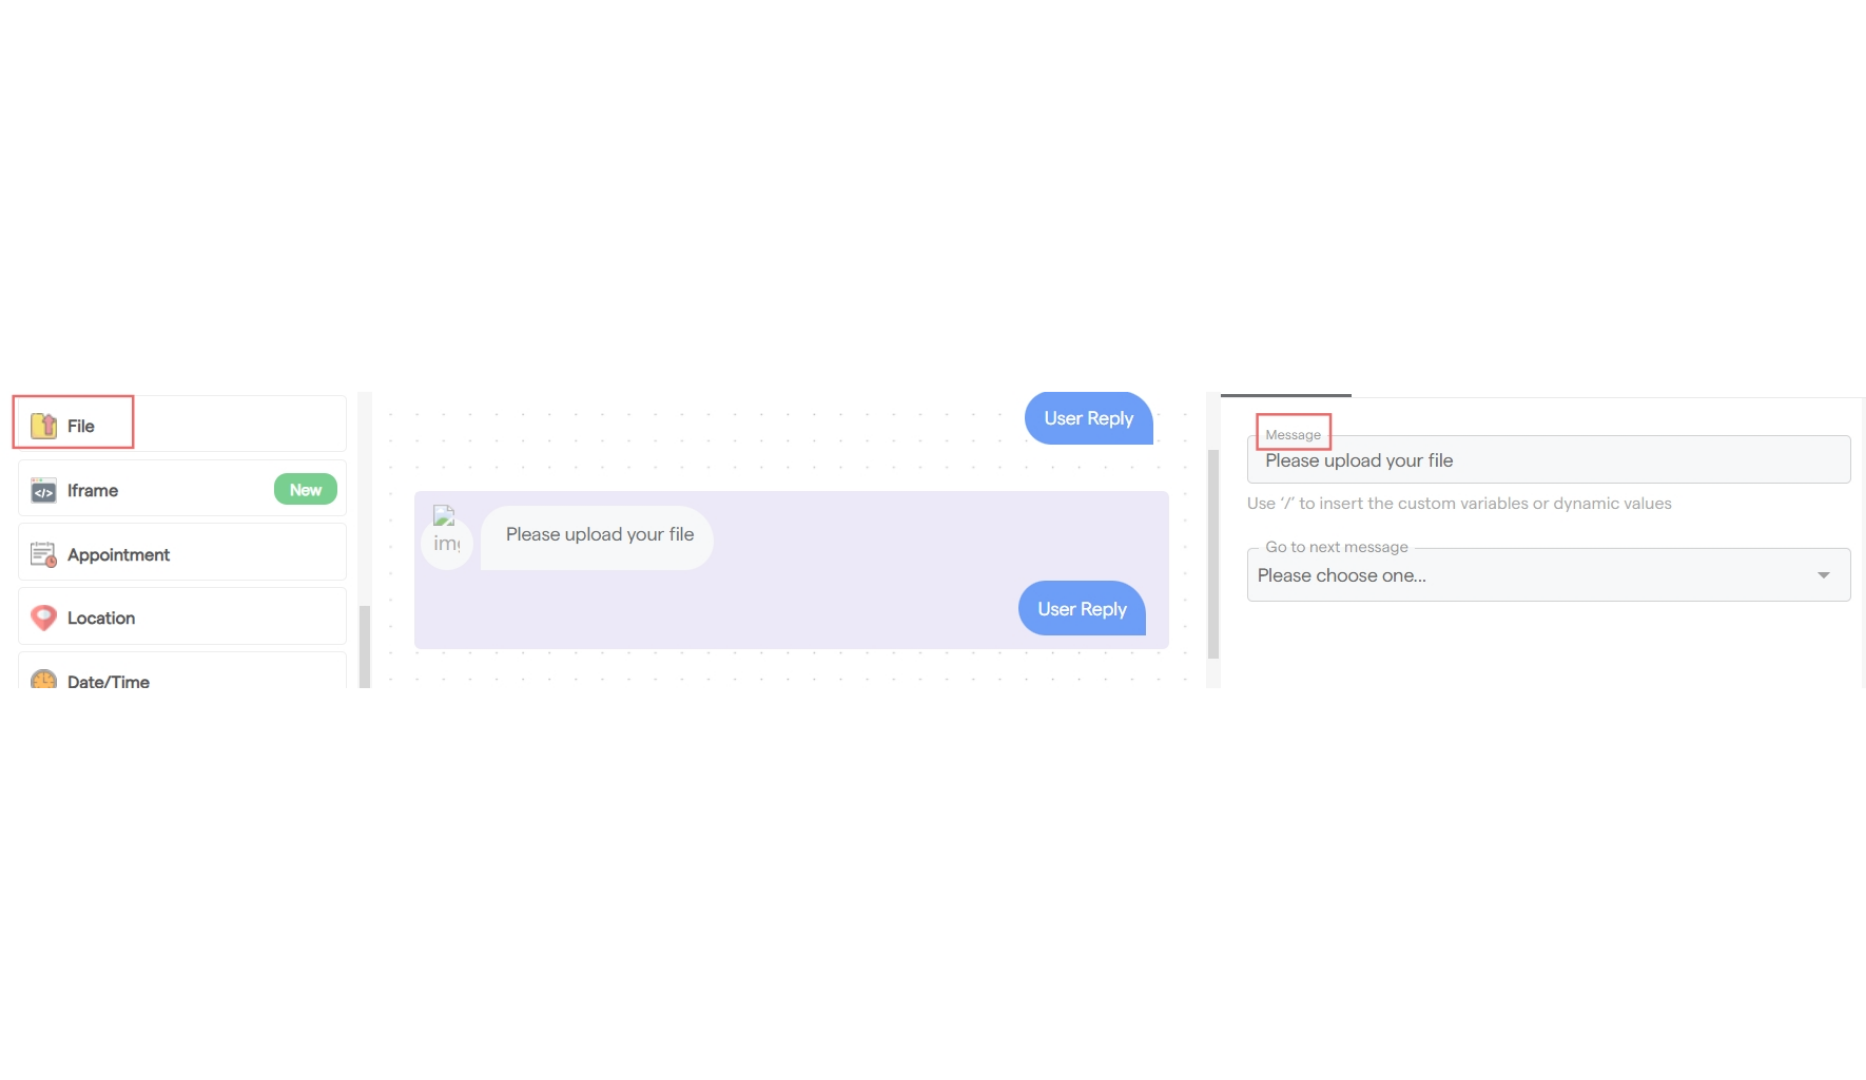 File
Iframe
New
Appointment
Location
Date/Time
User Reply
img
Please upload your file
User Reply
Message
Please upload your file
Use ‘/’ to insert the custom variables or dynamic values
Go to next message
Please choose one...